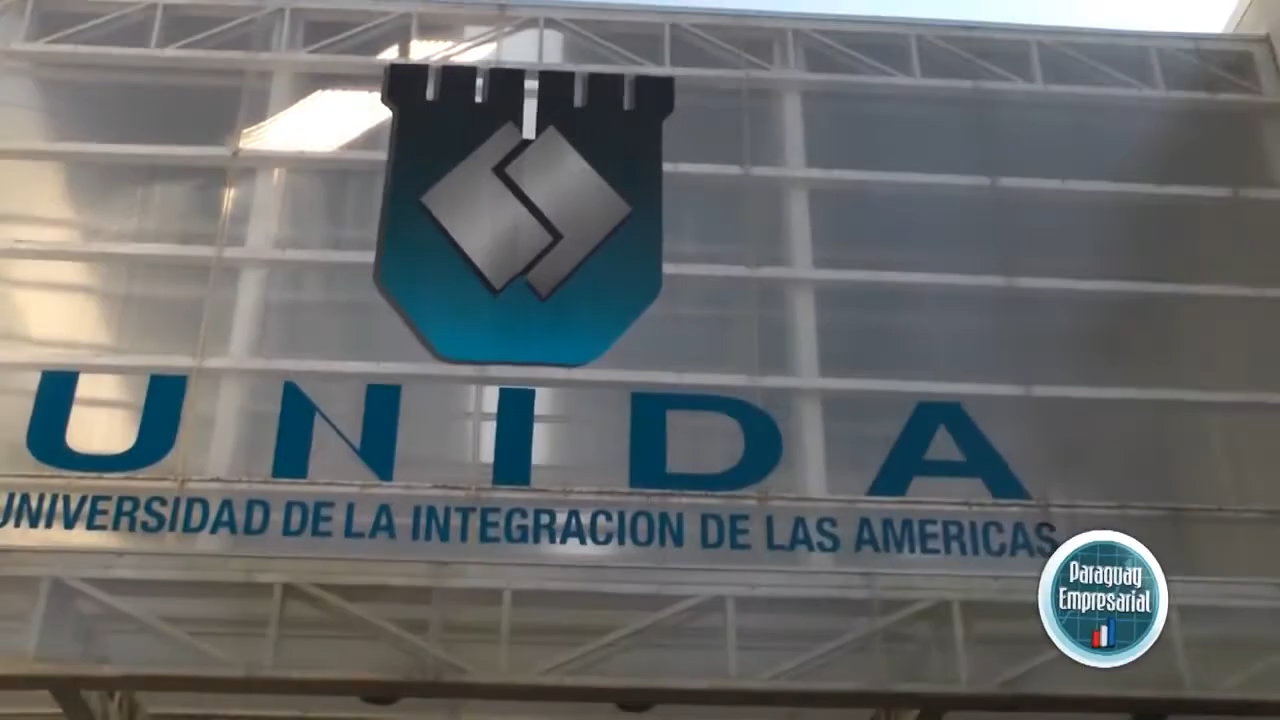 UNIDA
UNIVERSIDAD DE LA INTEGRACION DE LAS AMERICAS
Paraguay
Empresarial